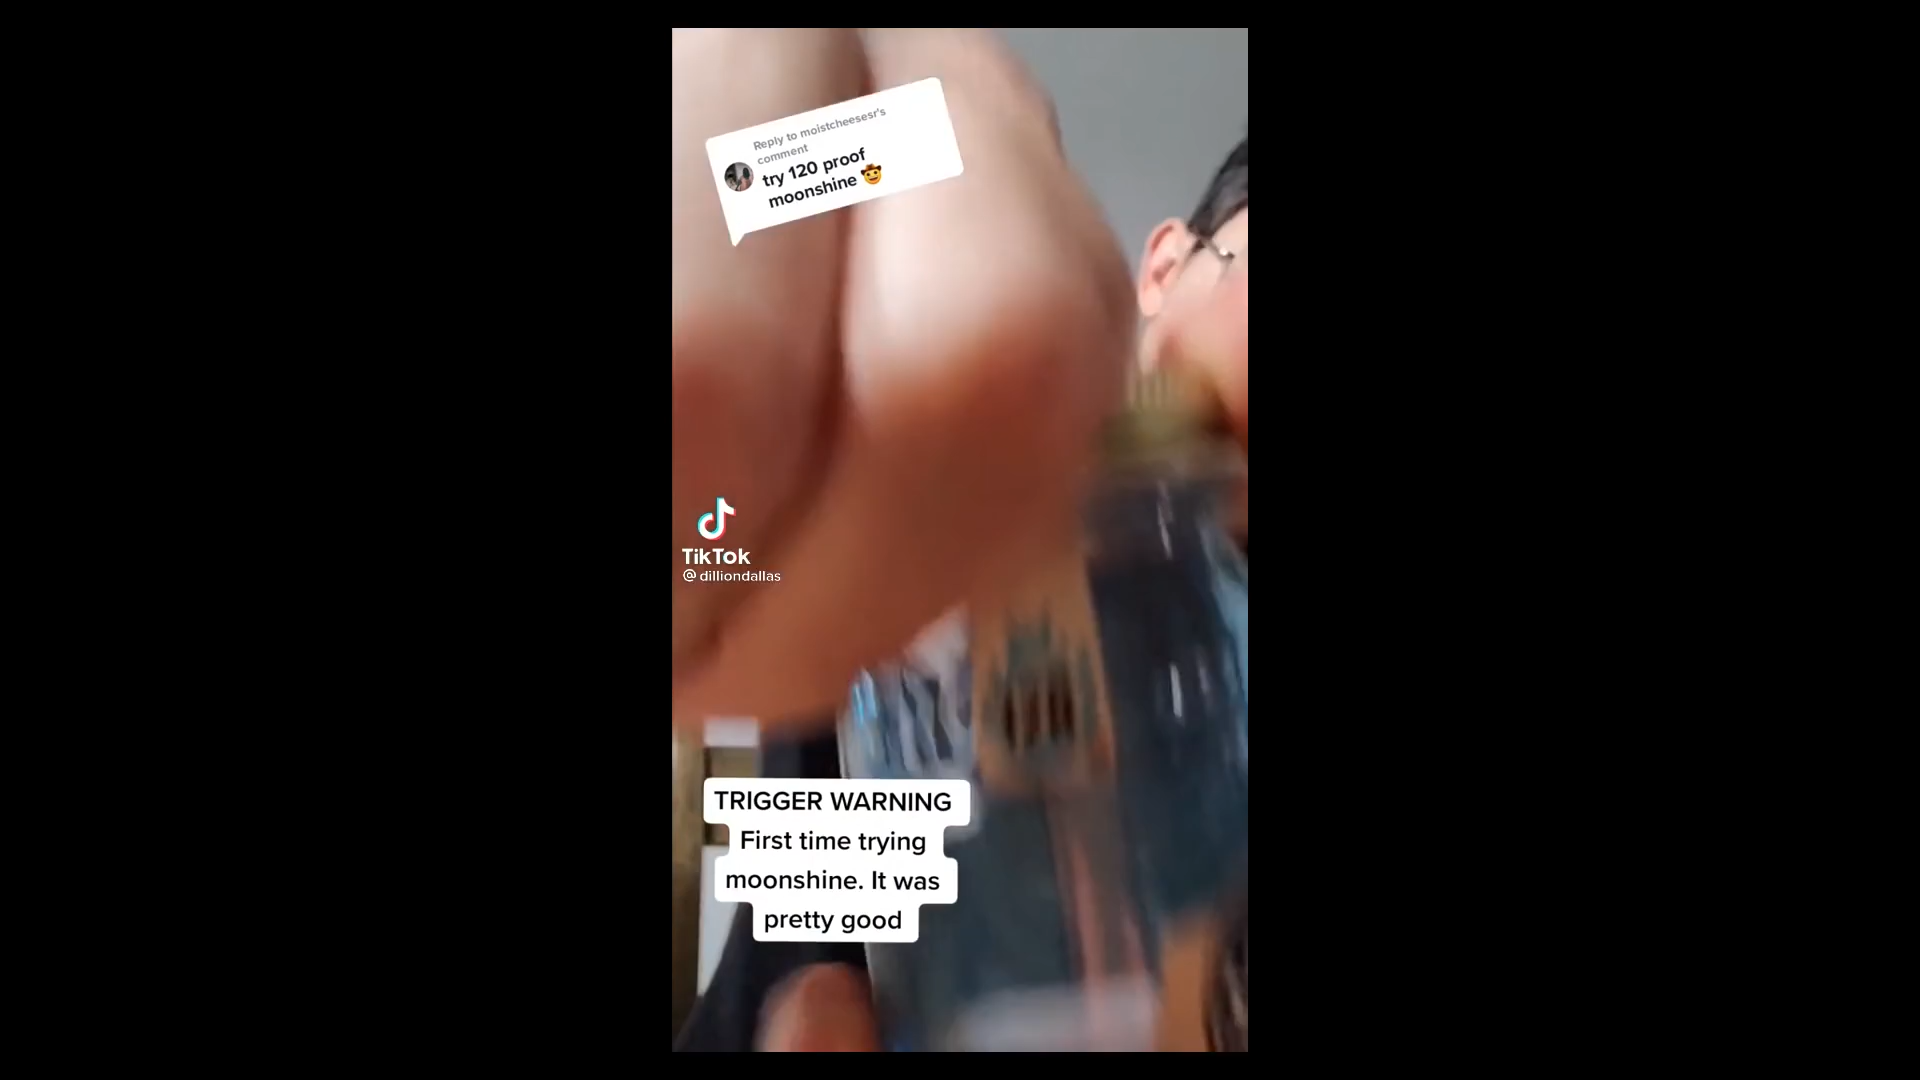 Reply to moistcheesesr's
comment
try 120 proof
moonshine 🤠
TikTok
@dilliondallas
TRIGGER WARNING
First time trying
moonshine. It was
pretty good